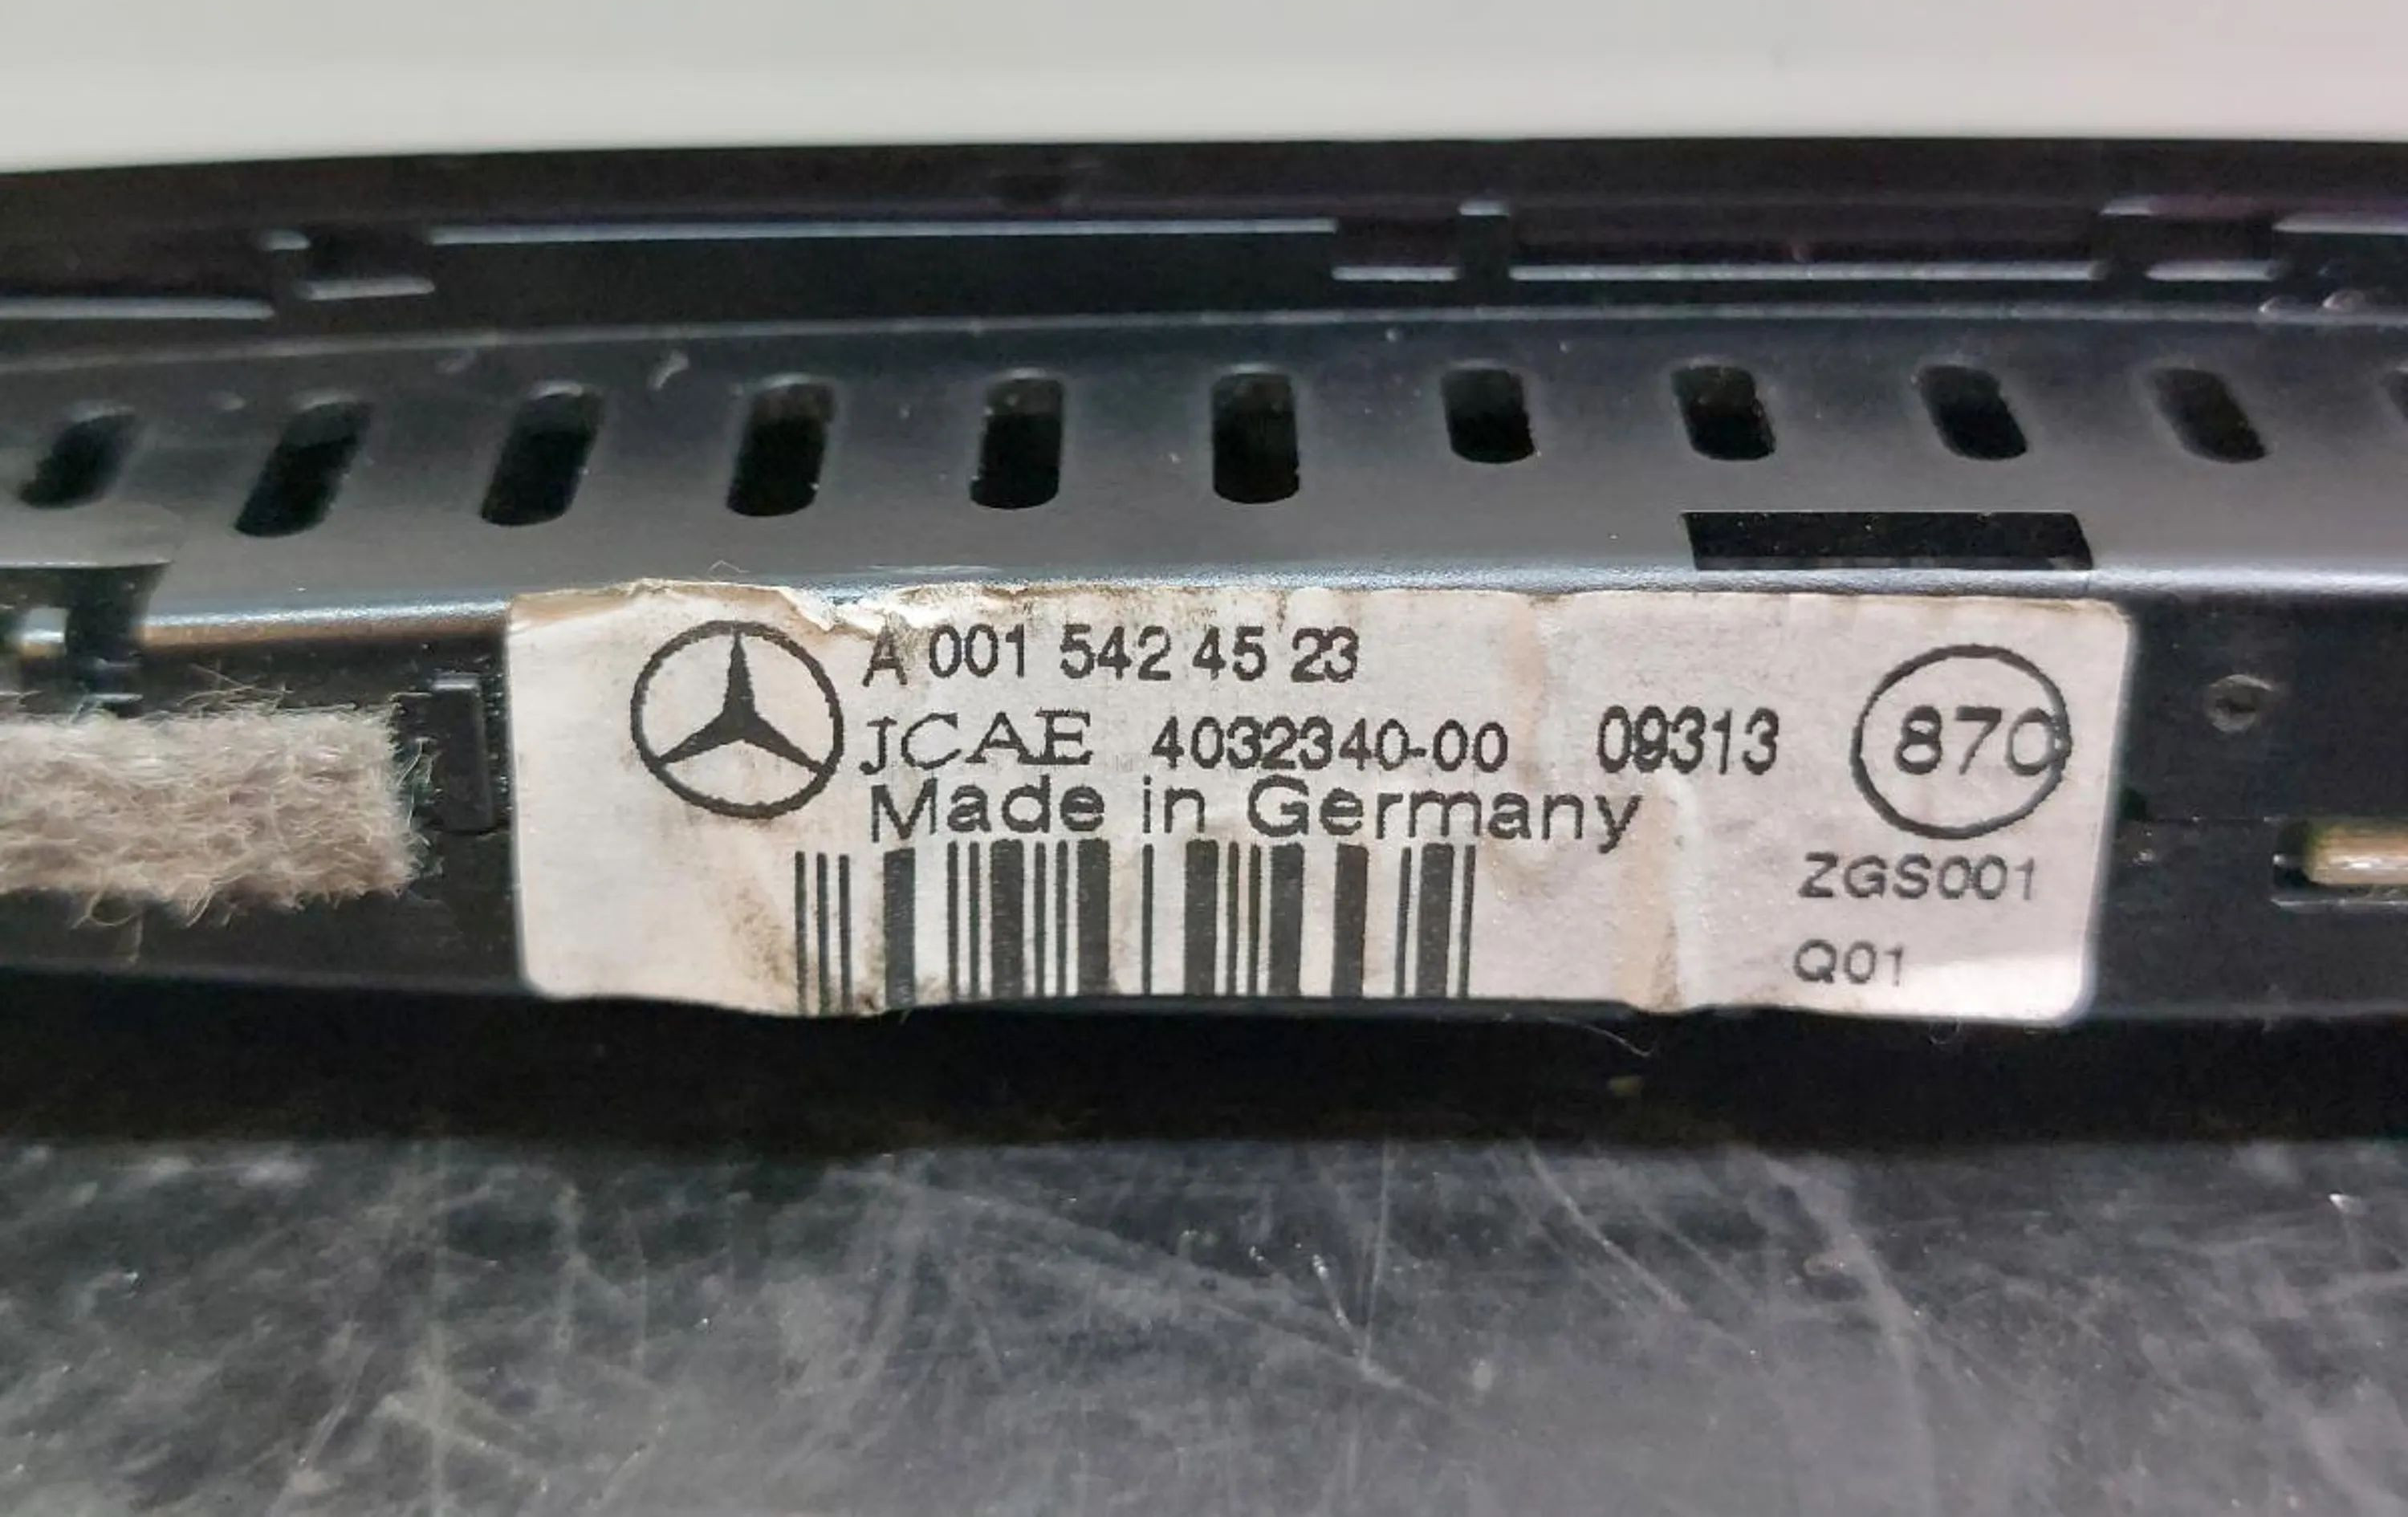 A 001 542 45 23
JCAE 4032340-00 09313 870
Made in Germany
ZGS001
Q01